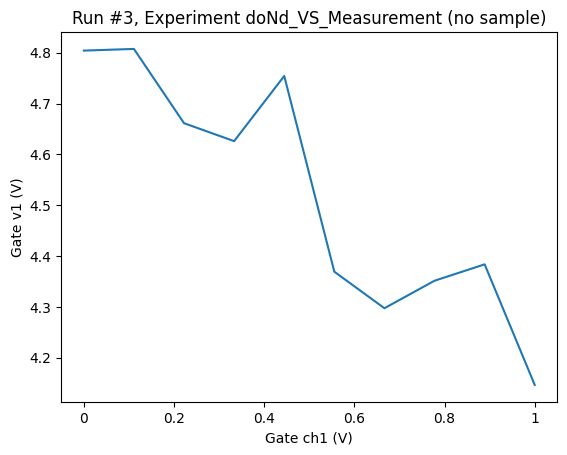 Run #3, Experiment doNd_VS_Measurement (no sample)
4.8
4.7
4.6
4.5
4.4
4.3
4.2
Gate v1 (V)
0 0.2 0.4 0.6 0.8 1
Gate ch1 (V)